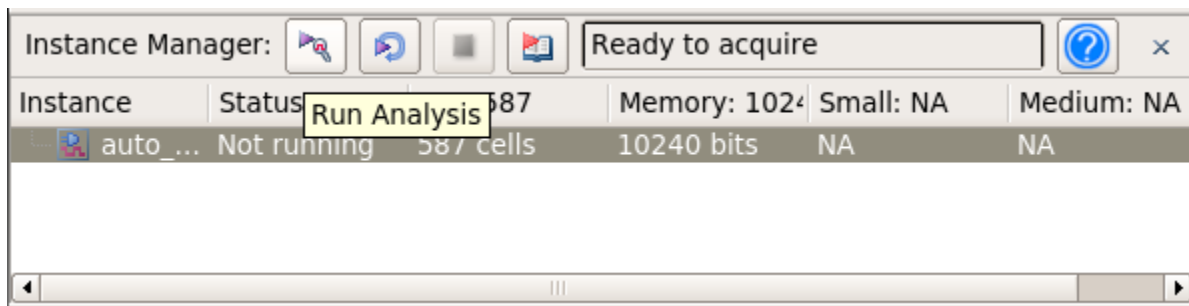 Instance Manager: Ready to acquire
Instance Status 587 Memory: 102 Small: NA Medium: NA
Run Analysis
auto_... Not running 587 cells 10240 bits NA NA